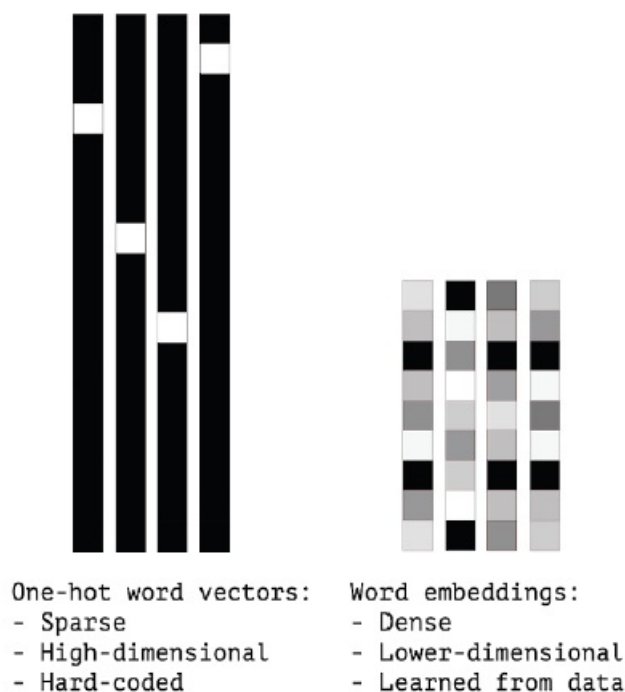 One-hot word vectors:
- Sparse
- High-dimensional
- Hard-coded
Word embeddings:
- Dense
- Lower-dimensional
- Learned from data